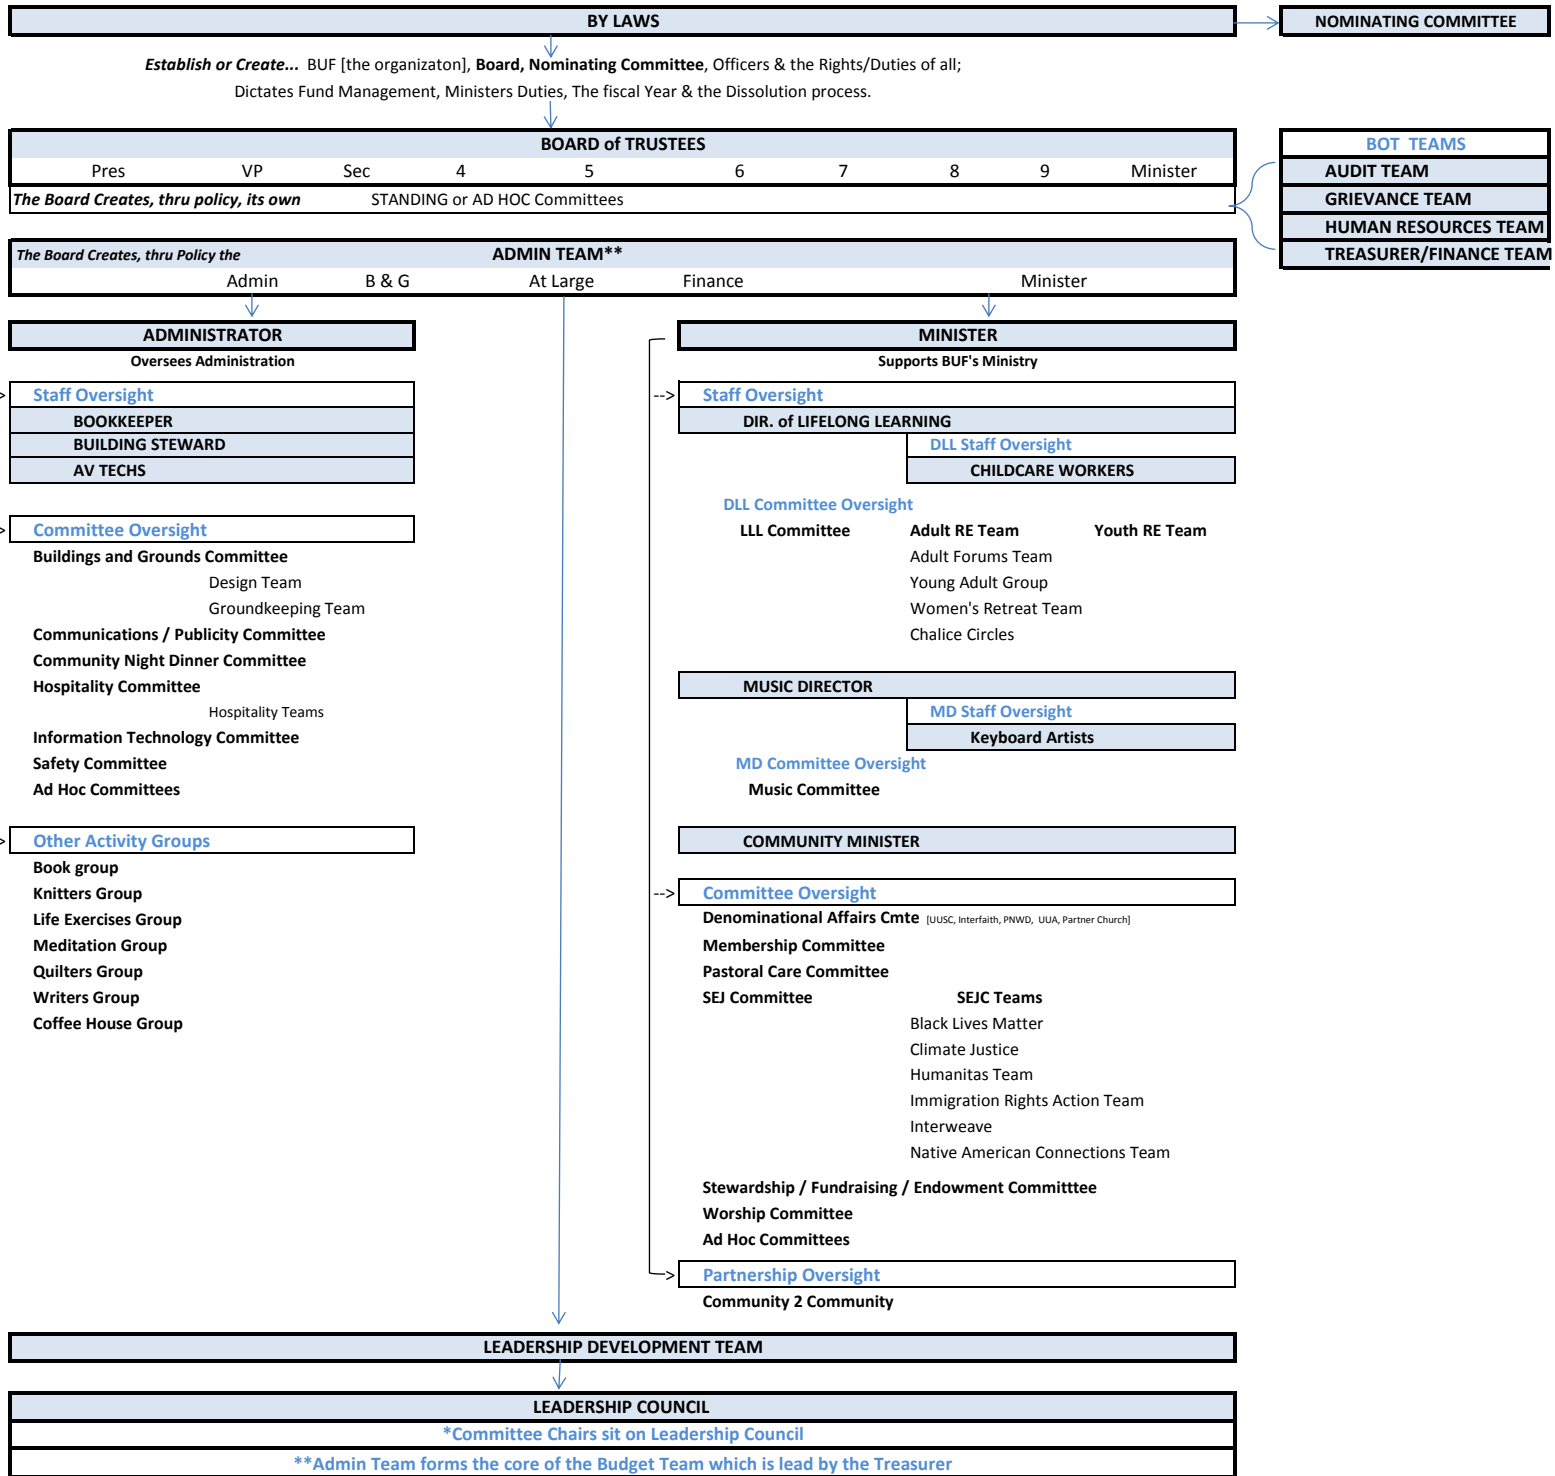 BY LAWS
NOMINATING COMMITTEE
Establish or Create... BUF [the organizaton], Board, Nominating Committee, Officers & the Rights/Duties of all;
Dictates Fund Management, Ministers Duties, The fiscal Year & the Dissolution process.
BOARD of TRUSTEES
Pres VP Sec 4 5 6 7 8 9 Minister
The Board Creates, thru policy, its own STANDING or AD HOC Committees
BOT TEAMS
AUDIT TEAM
GRIEVANCE TEAM
HUMAN RESOURCES TEAM
TREASURER/FINANCE TEAM
The Board Creates, thru Policy the ADMIN TEAM**
Admin B & G At Large Finance Minister
ADMINISTRATOR
Oversees Administration
> Staff Oversight
BOOKKEEPER
BUILDING STEWARD
AV TECHS
> Committee Oversight
Buildings and Grounds Committee
Design Team
Groundkeeping Team
Communications / Publicity Committee
Community Night Dinner Committee
Hospitality Committee
Hospitality Teams
Information Technology Committee
Safety Committee
Ad Hoc Committees
> Other Activity Groups
Book group
Knitters Group
Life Exercises Group
Meditation Group
Quilters Group
Writers Group
Coffee House Group
MINISTER
Supports BUF's Ministry
--> Staff Oversight
DIR. of LIFELONG LEARNING
DLL Staff Oversight
CHILDCARE WORKERS
DLL Committee Oversight
LLL Committee Adult RE Team Youth RE Team
Adult Forums Team
Young Adult Group
Women's Retreat Team
Chalice Circles
MUSIC DIRECTOR
MD Staff Oversight
Keyboard Artists
MD Committee Oversight
Music Committee
COMMUNITY MINISTER
--> Committee Oversight
Denominational Affairs Cmte [UUSC, Interfaith, PNWD, UUA, Partner Church]
Membership Committee
Pastoral Care Committee
SEJ Committee SEJC Teams
Black Lives Matter
Climate Justice
Humanitas Team
Immigration Rights Action Team
Interweave
Native American Connections Team
Stewardship / Fundraising / Endowment Committtee
Worship Committee
Ad Hoc Committees
--> Partnership Oversight
Community 2 Community
LEADERSHIP DEVELOPMENT TEAM
LEADERSHIP COUNCIL
*Committee Chairs sit on Leadership Council
**Admin Team forms the core of the Budget Team which is lead by the Treasurer